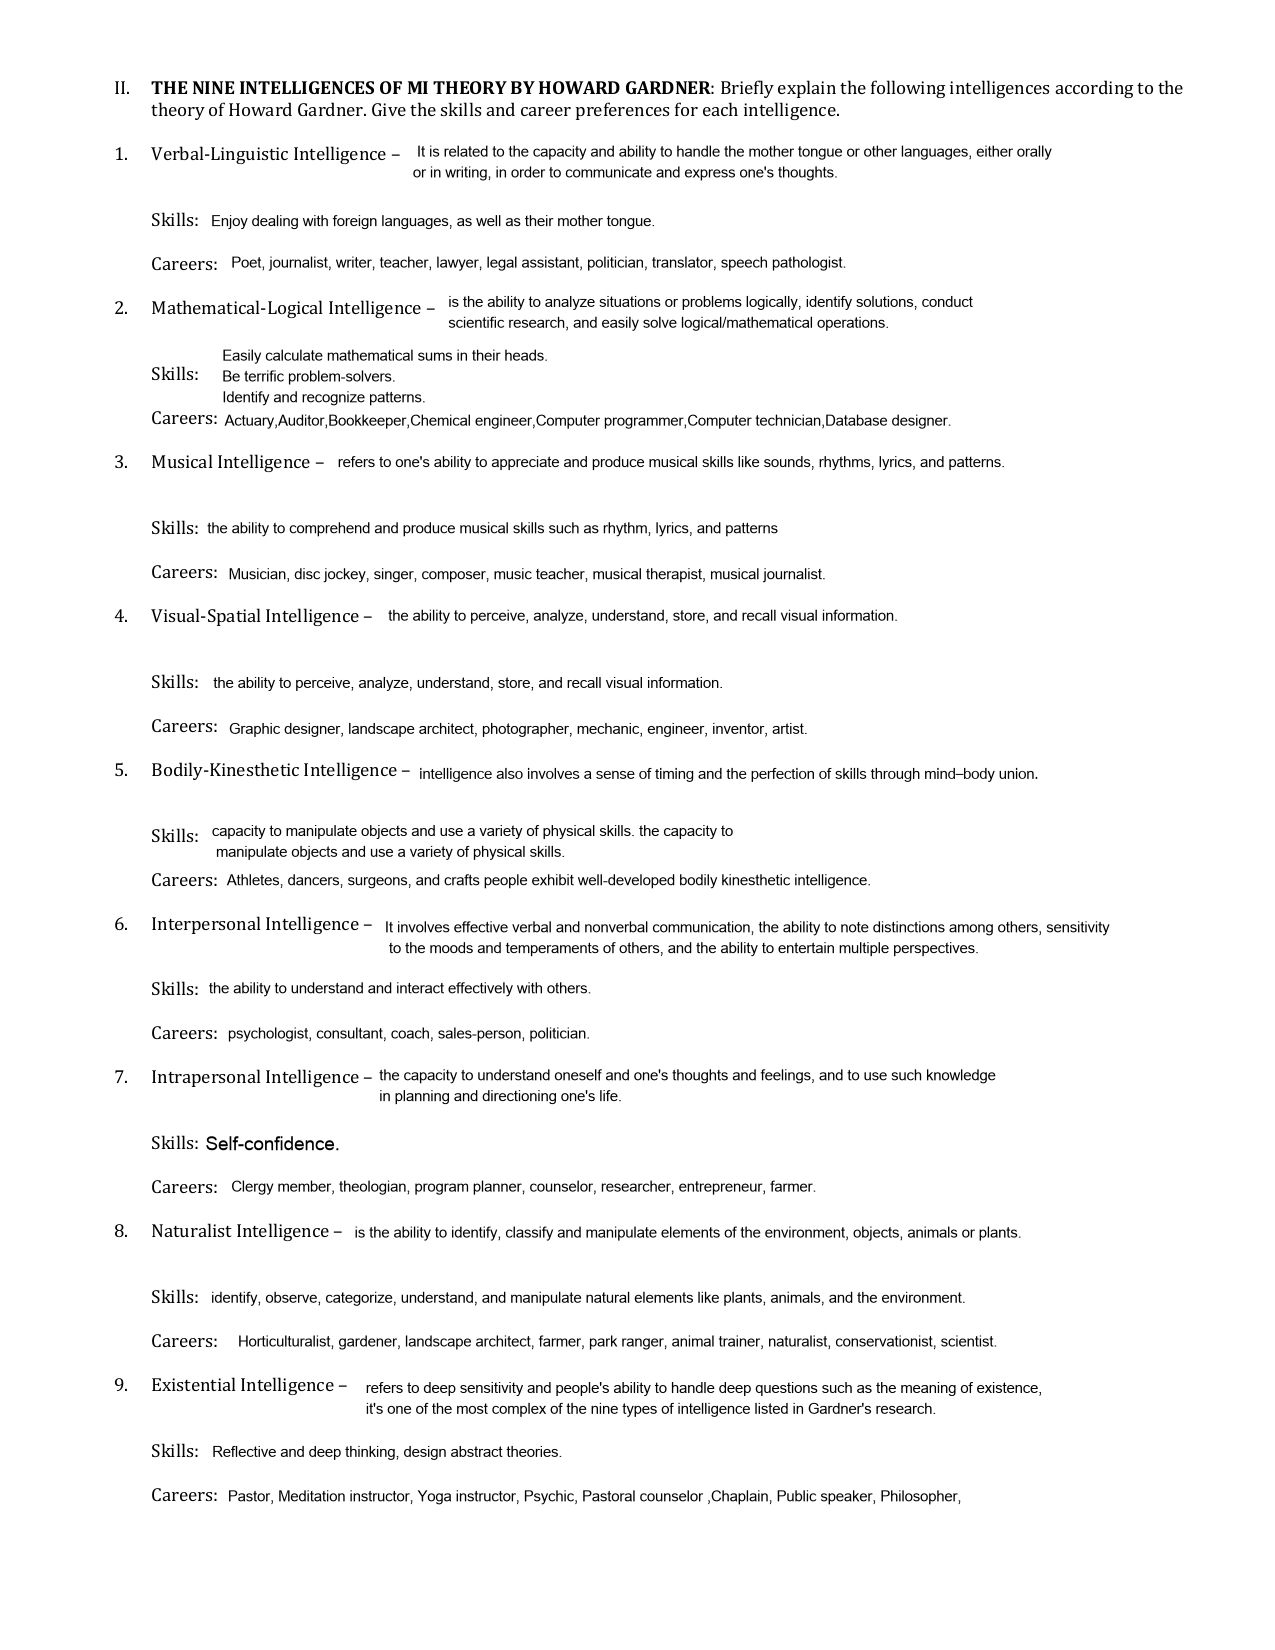 II. THE NINE INTELLIGENCES OF MI THEORY BY HOWARD GARDNER: Briefly explain the following intelligences according to the
theory of Howard Gardner. Give the skills and career preferences for each intelligence.
1. Verbal-Linguistic Intelligence – It is related to the capacity and ability to handle the mother tongue or other languages, either orally
or in writing, in order to communicate and express one's thoughts.
Skills: Enjoy dealing with foreign languages, as well as their mother tongue.
Careers: Poet, journalist, writer, teacher, lawyer, legal assistant, politician, translator, speech pathologist.
2. Mathematical-Logical Intelligence – is the ability to analyze situations or problems logically, identify solutions, conduct
scientific research, and easily solve logical/mathematical operations.
Easily calculate mathematical sums in their heads.
Skills: Be terrific problem-solvers.
Identify and recognize patterns.
Careers: Actuary,Auditor,Bookkeeper,Chemical engineer,Computer programmer,Computer technician,Database designer.
3. Musical Intelligence – refers to one's ability to appreciate and produce musical skills like sounds, rhythms, lyrics, and patterns.
Skills: the ability to comprehend and produce musical skills such as rhythm, lyrics, and patterns
Careers: Musician, disc jockey, singer, composer, music teacher, musical therapist, musical journalist.
4. Visual-Spatial Intelligence – the ability to perceive, analyze, understand, store, and recall visual information.
Skills: the ability to perceive, analyze, understand, store, and recall visual information.
Careers: Graphic designer, landscape architect, photographer, mechanic, engineer, inventor, artist.
5. Bodily-Kinesthetic Intelligence – intelligence also involves a sense of timing and the perfection of skills through mind–body union.
Skills: capacity to manipulate objects and use a variety of physical skills. the capacity to
manipulate objects and use a variety of physical skills.
Careers: Athletes, dancers, surgeons, and crafts people exhibit well-developed bodily kinesthetic intelligence.
6. Interpersonal Intelligence – It involves effective verbal and nonverbal communication, the ability to note distinctions among others, sensitivity
to the moods and temperaments of others, and the ability to entertain multiple perspectives.
Skills: the ability to understand and interact effectively with others.
Careers: psychologist, consultant, coach, sales-person, politician.
7. Intrapersonal Intelligence – the capacity to understand oneself and one's thoughts and feelings, and to use such knowledge
in planning and directioning one's life.
Skills: Self-confidence.
Careers: Clergy member, theologian, program planner, counselor, researcher, entrepreneur, farmer.
8. Naturalist Intelligence – is the ability to identify, classify and manipulate elements of the environment, objects, animals or plants.
Skills: identify, observe, categorize, understand, and manipulate natural elements like plants, animals, and the environment.
Careers: Horticulturalist, gardener, landscape architect, farmer, park ranger, animal trainer, naturalist, conservationist, scientist.
9. Existential Intelligence – refers to deep sensitivity and people's ability to handle deep questions such as the meaning of existence,
it's one of the most complex of the nine types of intelligence listed in Gardner's research.
Skills: Reflective and deep thinking, design abstract theories.
Careers: Pastor, Meditation instructor, Yoga instructor, Psychic, Pastoral counselor ,Chaplain, Public speaker, Philosopher,